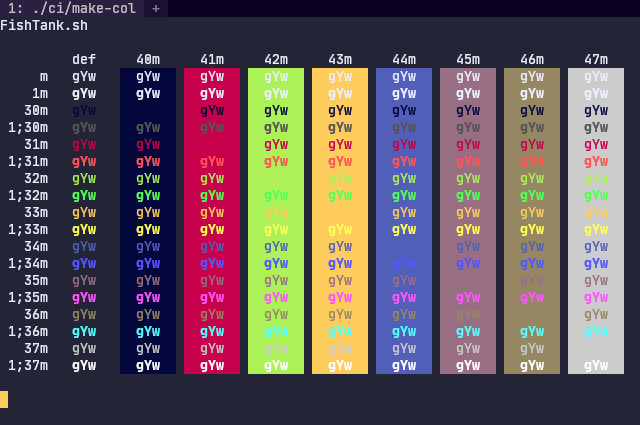 1: ./ci/make-col +
FishTank.sh
def 40m 41m 42m 43m 44m 45m 46m 47m
m gYw gYw gYw gYw gYw gYw gYw gYw gYw
1m gYw gYw gYw gYw gYw gYw gYw gYw gYw
30m gYw gYw gYw gYw gYw gYw gYw gYw
1;30m gYw gYw gYw gYw gYw gYw gYw gYw gYw
31m gYw gYw gYw gYw gYw gYw gYw gYw
1;31m gYw gYw gYw gYw gYw gYw gYw gYw gYw
32m gYw gYw gYw gYw gYw gYw gYw gYw
1;32m gYw gYw gYw gYw gYw gYw gYw gYw gYw
33m gYw gYw gYw gYw gYw gYw gYw gYw
1;33m gYw gYw gYw gYw gYw gYw gYw gYw gYw
34m gYw gYw gYw gYw gYw gYw gYw gYw
1;34m gYw gYw gYw gYw gYw gYw gYw gYw gYw
35m gYw gYw gYw gYw gYw gYw gYw gYw
1;35m gYw gYw gYw gYw gYw gYw gYw gYw gYw
36m gYw gYw gYw gYw gYw gYw gYw gYw
1;36m gYw gYw gYw gYw gYw gYw gYw gYw gYw
37m gYw gYw gYw gYw gYw gYw gYw gYw
1;37m gYw gYw gYw gYw gYw gYw gYw gYw gYw